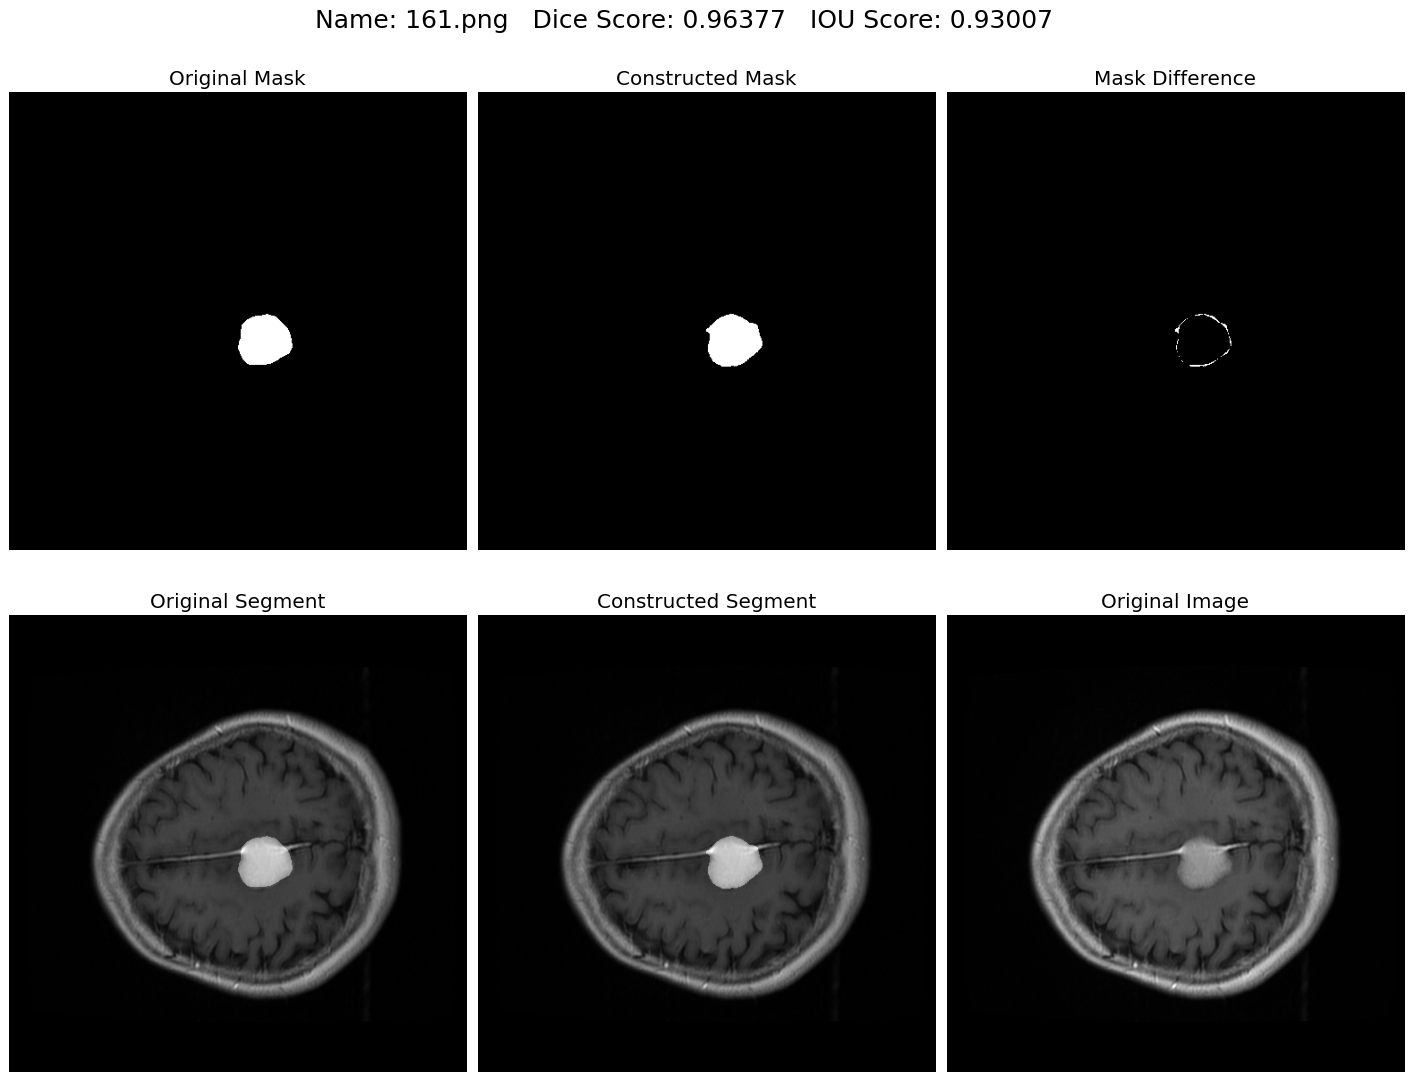 Name: 161.png   Dice Score: 0.96377   IOU Score: 0.93007
Original Mask
Constructed Mask
Mask Difference
Original Segment
Constructed Segment
Original Image